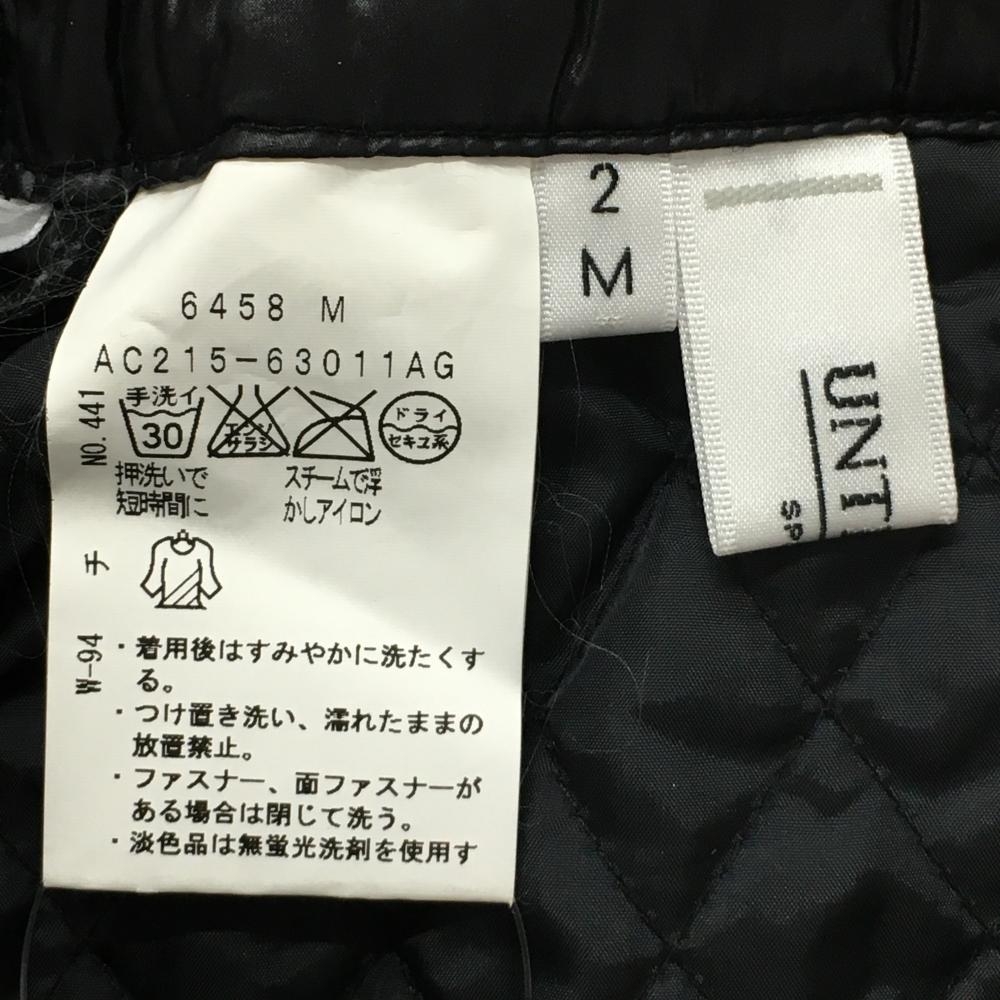 6458 M
AC215-63011AG
NO.441
手洗イ
30
エンソ
サラシ
ドライ
セキユ系
押洗いで
短時間に
スチームで浮
かしアイロン
チ
W-94
・着用後はすみやかに洗たくす
る。
・つけ置き洗い、濡れたままの
放置禁止。
・ファスナー、面ファスナーが
ある場合は閉じて洗う。
・淡色品は無蛍光洗剤を使用す
2
M
UNT
SP